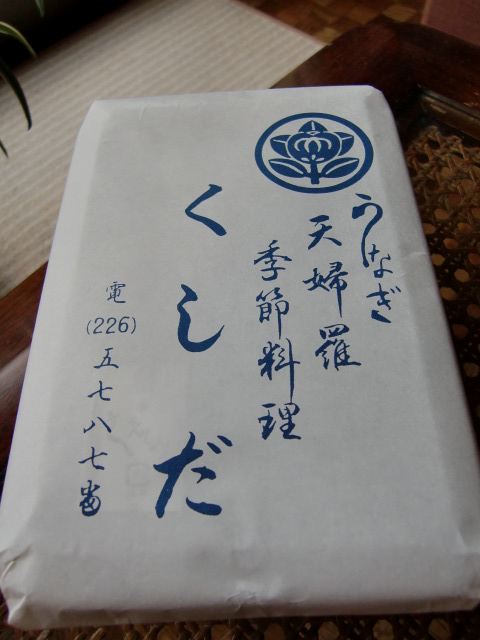 うなぎ
天婦羅
季節料理
くしだ
電(226)五七八七番